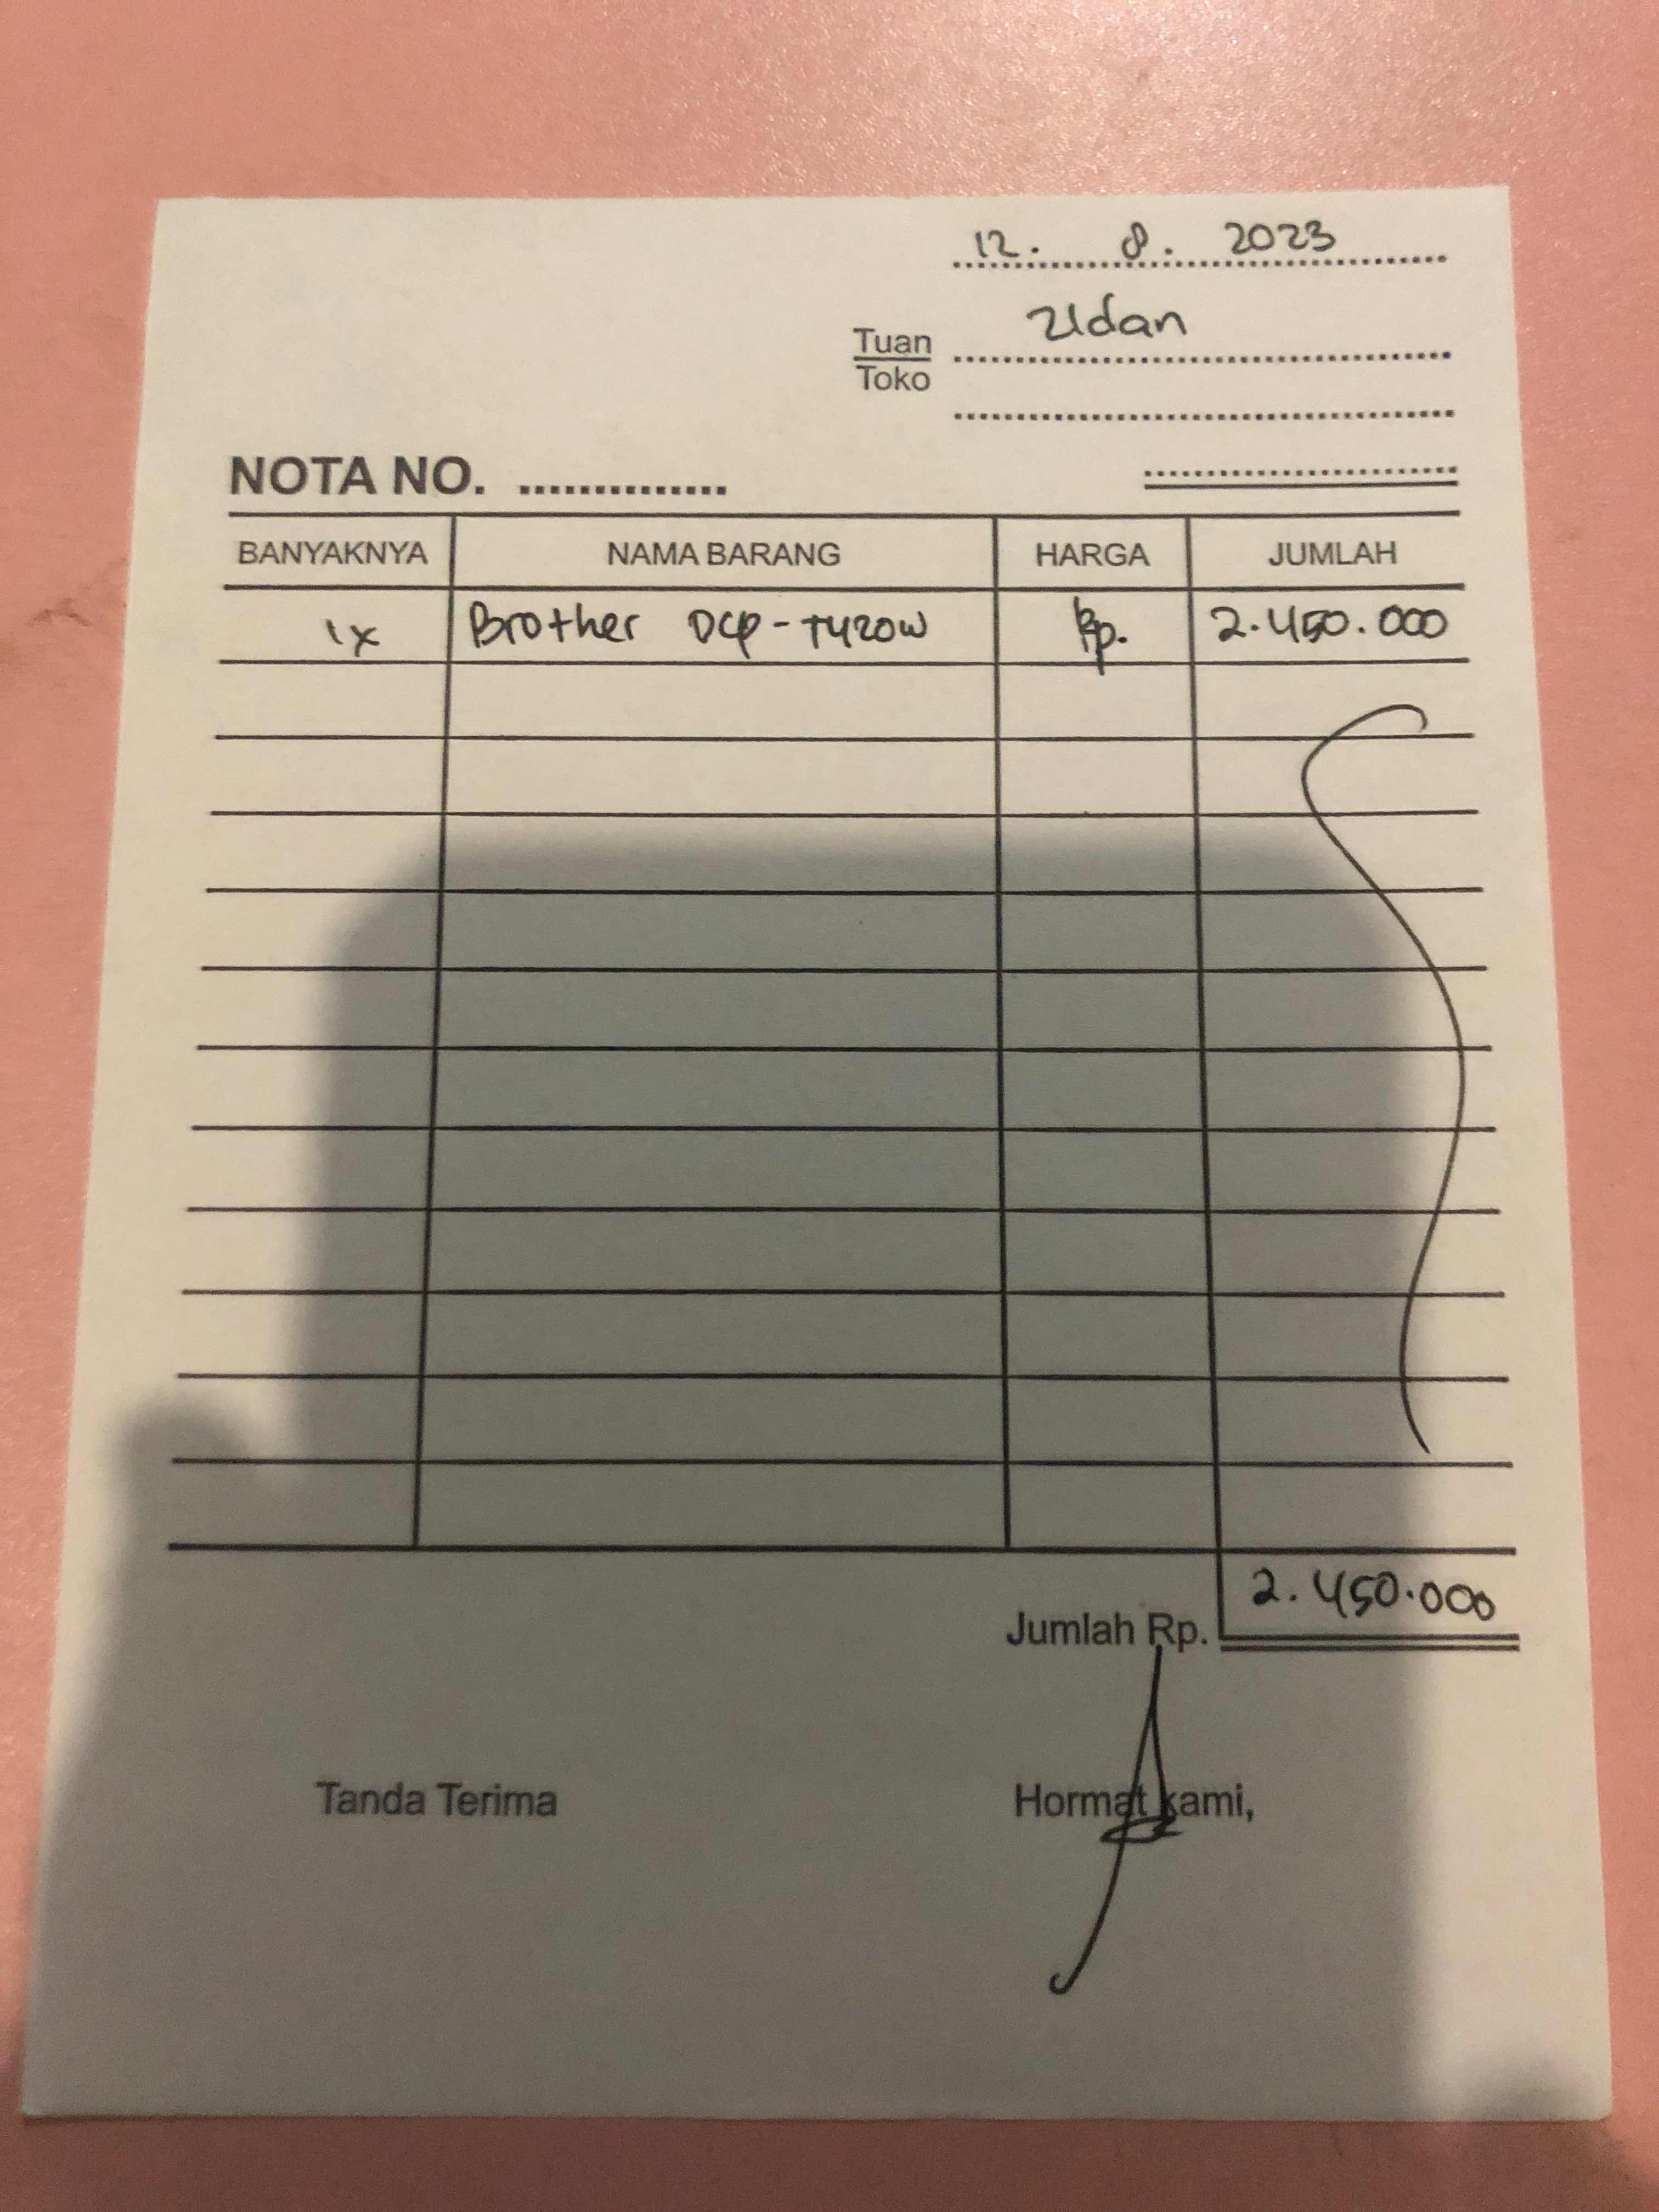 12. 8. 2023
Tuan Zidan
Toko
NOTA NO. ..............
BANYAKNYA NAMA BARANG HARGA JUMLAH
1x Brother DCP-T420W Rp. 2.450.000
Jumlah Rp. 2.450.000
Tanda Terima Hormat kami,